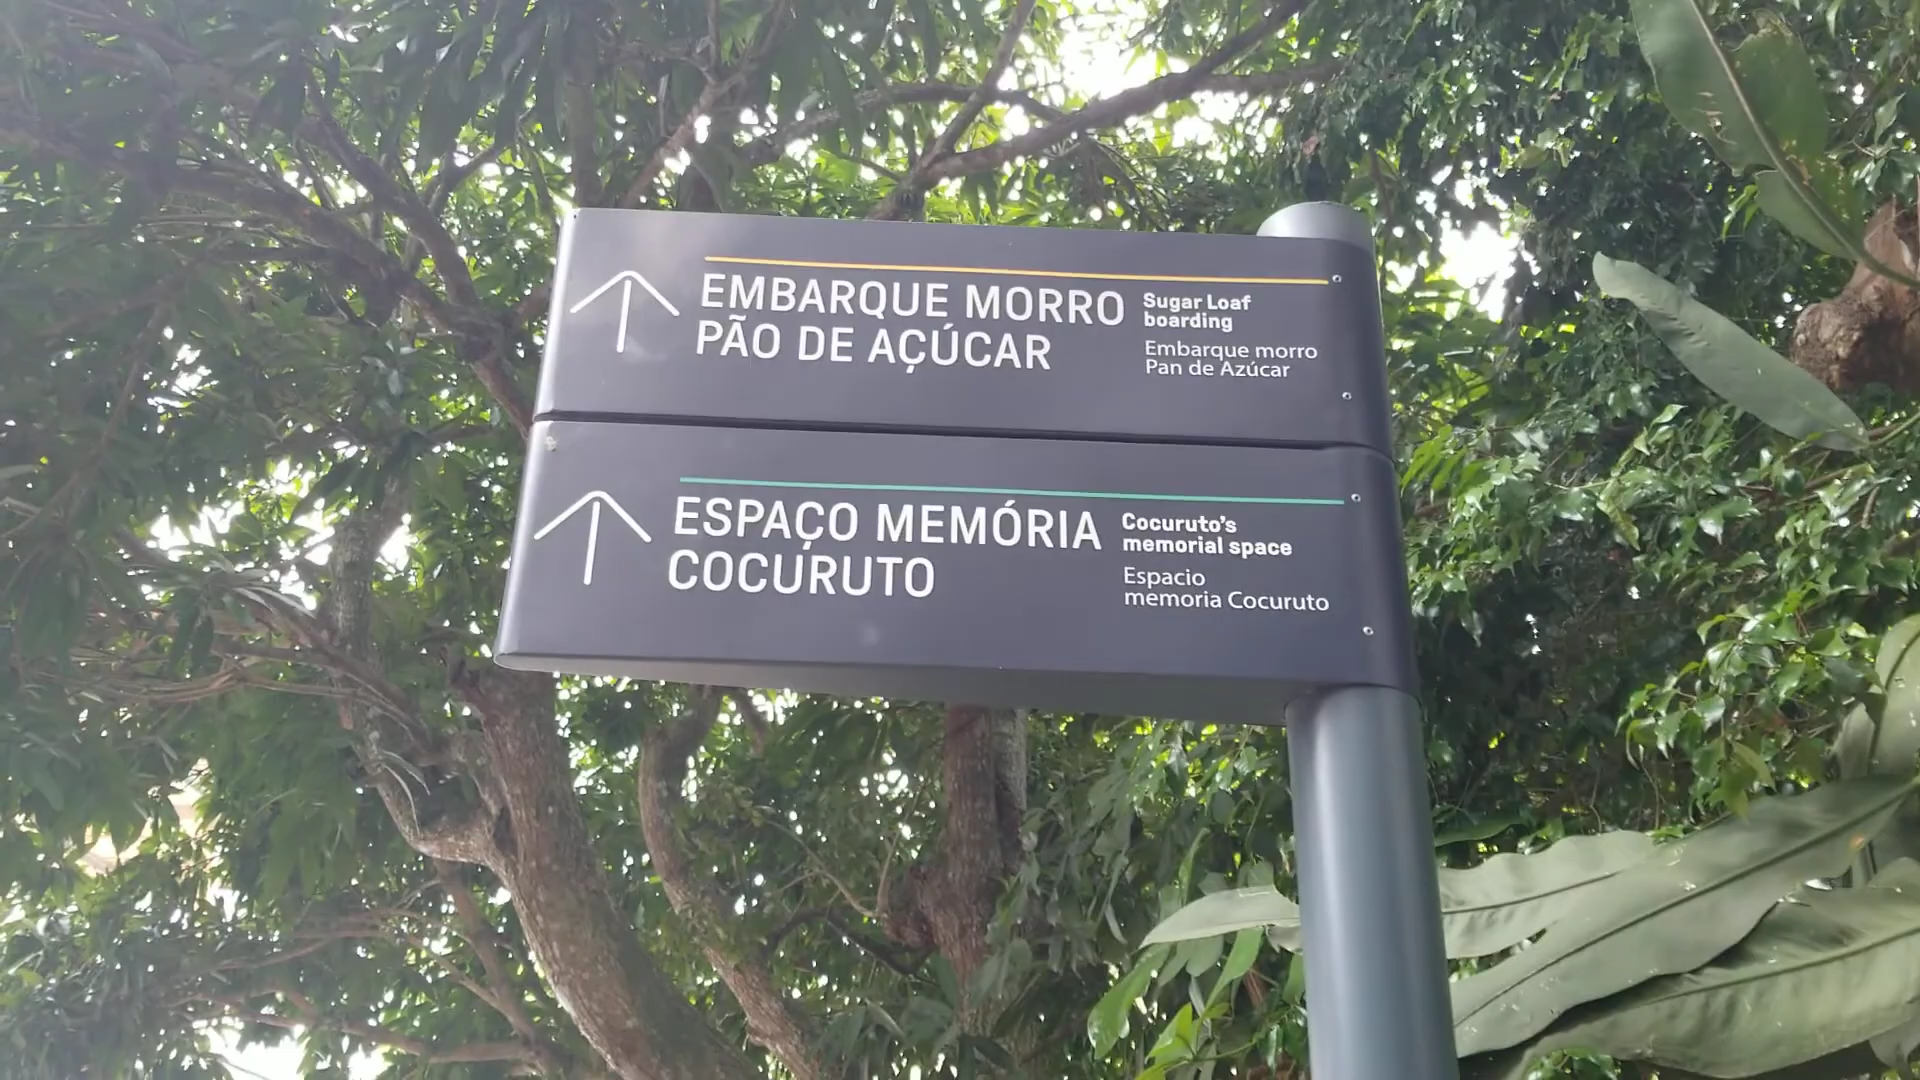 EMBARQUE MORRO
PÃO DE AÇÚCAR
Sugar Loaf
boarding
Embarque morro
Pan de Azúcar
ESPAÇO MEMÓRIA
COCURUTO
Cocuruto's
memorial space
Espacio
memoria Cocuruto